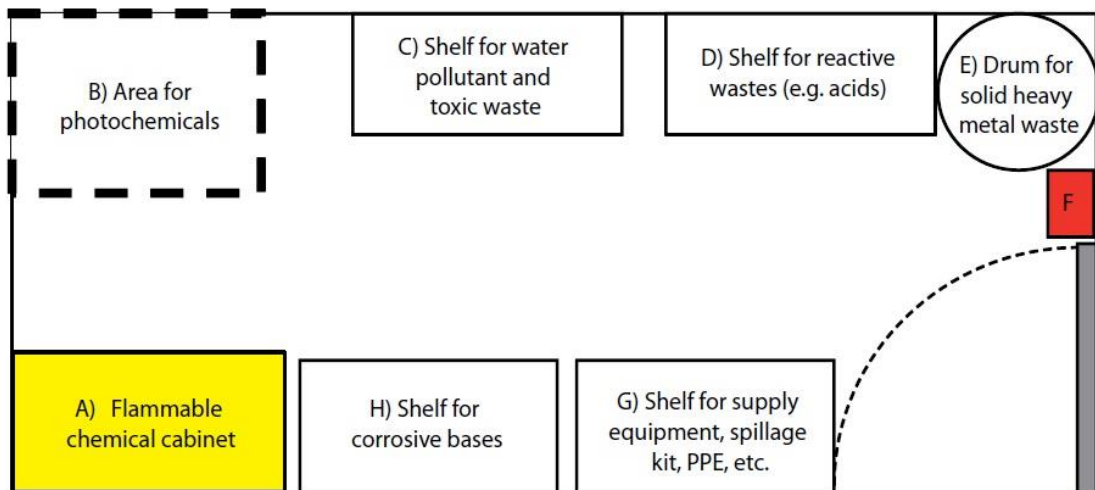 B) Area for
photochemicals
C) Shelf for water
pollutant and
toxic waste
D) Shelf for reactive
wastes (e.g. acids)
E) Drum for
solid heavy
metal waste
F
A) Flammable
chemical cabinet
H) Shelf for
corrosive bases
G) Shelf for supply
equipment, spillage
kit, PPE, etc.